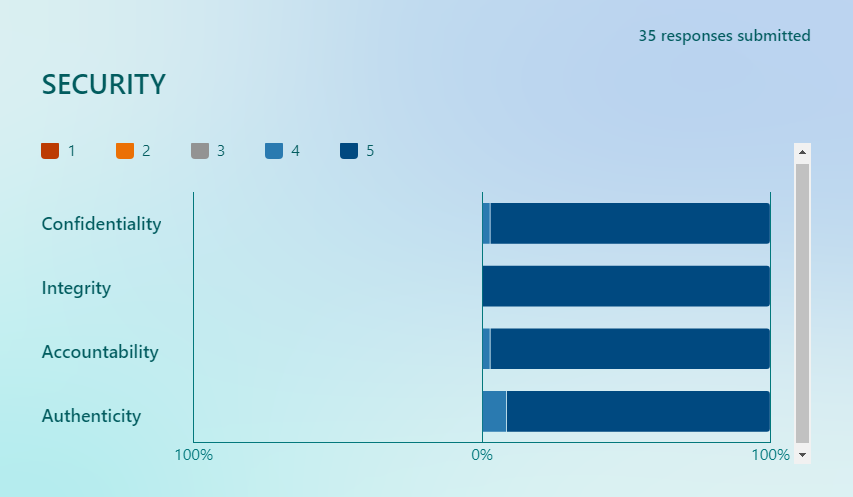 35 responses submitted
SECURITY
1 2 3 4 5
Confidentiality
Integrity
Accountability
Authenticity
100% 0% 100%